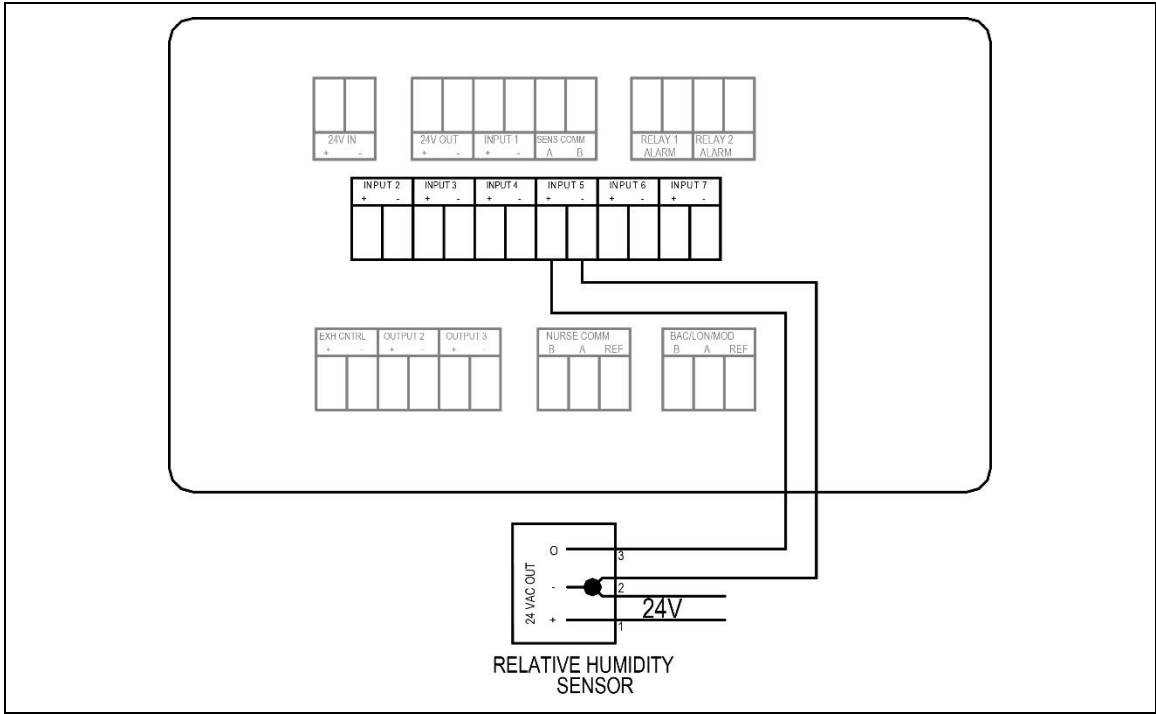 24V IN
+ -
24V OUT
+ -
INPUT 1
+ -
SENS COMM
A B
RELAY 1
ALARM
RELAY 2
ALARM
INPUT 2
+ -
INPUT 3
+ -
INPUT 4
+ -
INPUT 5
+ -
INPUT 6
+ -
INPUT 7
+ -
EXH CNTRL
+ -
OUTPUT 2
+ -
OUTPUT 3
+ -
NURSE COMM
B A REF
BAC/LON/MOD
B A REF
24 VAC OUT
O
3
-
2
24V
+
1
RELATIVE HUMIDITY
SENSOR